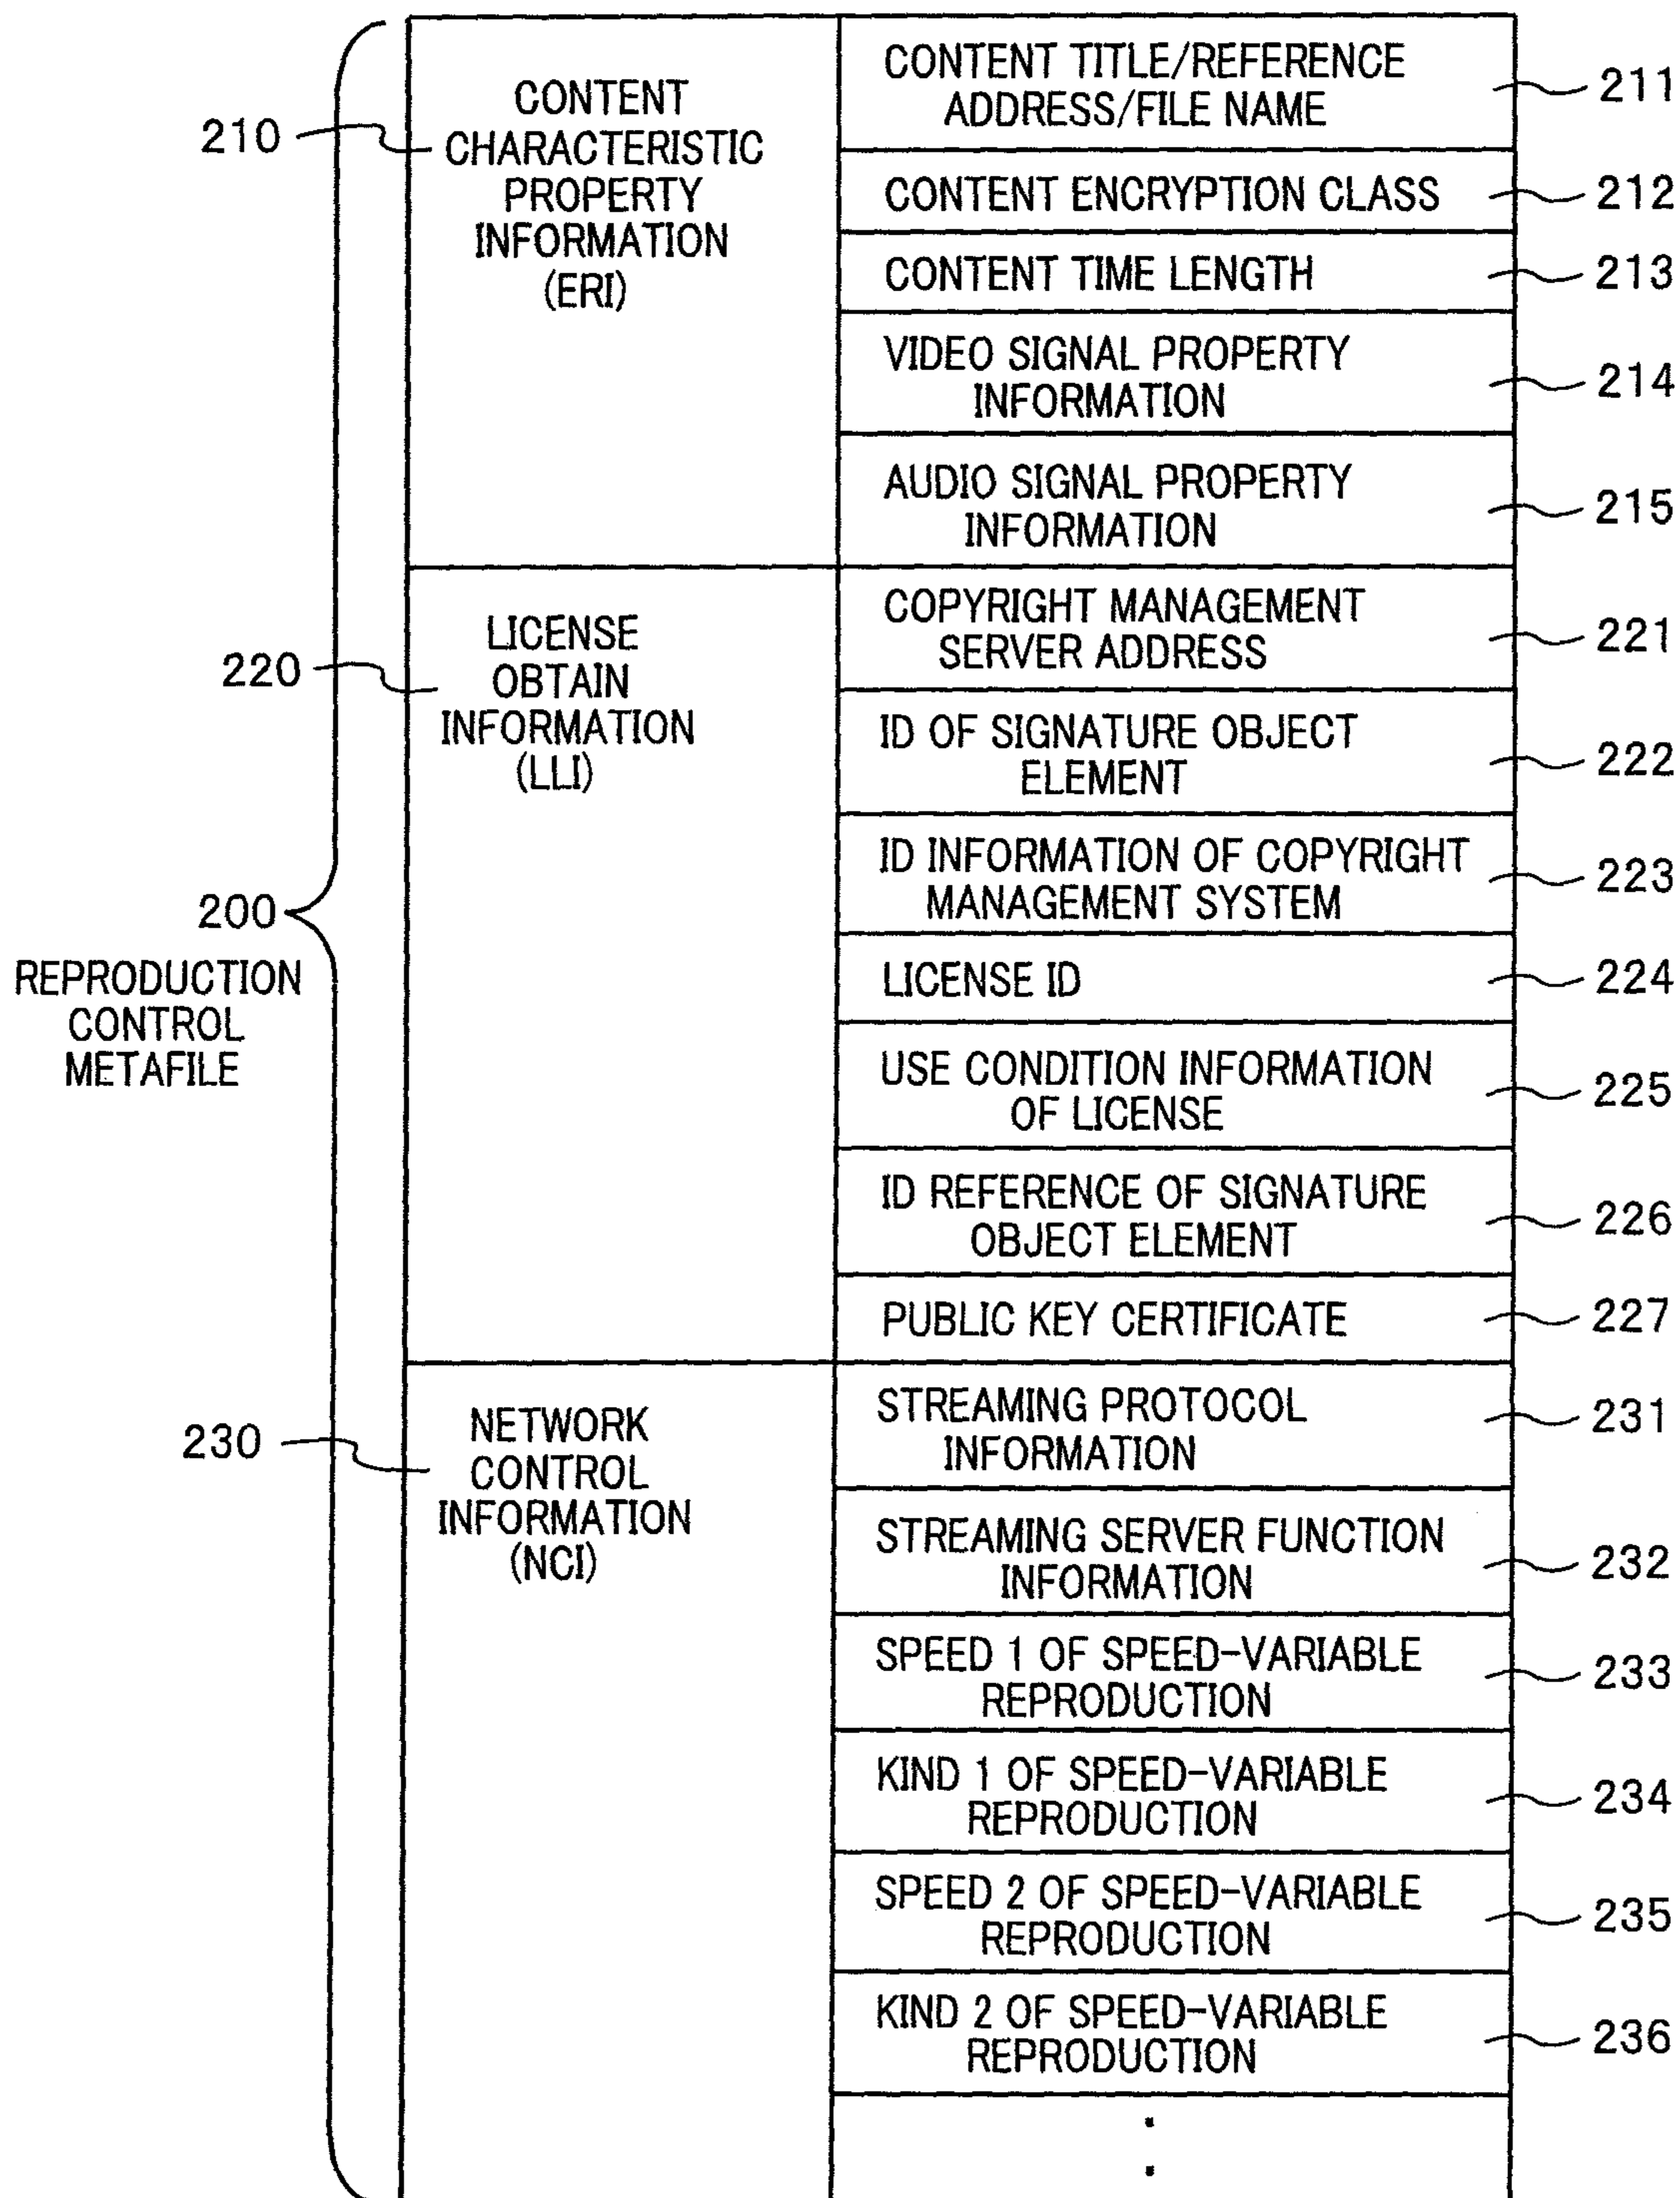 200
REPRODUCTION
CONTROL
METAFILE
210
CONTENT
CHARACTERISTIC
PROPERTY
INFORMATION
(ERI)
CONTENT TITLE/REFERENCE
ADDRESS/FILE NAME
211
CONTENT ENCRYPTION CLASS
212
CONTENT TIME LENGTH
213
VIDEO SIGNAL PROPERTY
INFORMATION
214
AUDIO SIGNAL PROPERTY
INFORMATION
215
220
LICENSE
OBTAIN
INFORMATION
(LLI)
COPYRIGHT MANAGEMENT
SERVER ADDRESS
221
ID OF SIGNATURE OBJECT
ELEMENT
222
ID INFORMATION OF COPYRIGHT
MANAGEMENT SYSTEM
223
LICENSE ID
224
USE CONDITION INFORMATION
OF LICENSE
225
ID REFERENCE OF SIGNATURE
OBJECT ELEMENT
226
PUBLIC KEY CERTIFICATE
227
230
NETWORK
CONTROL
INFORMATION
(NCI)
STREAMING PROTOCOL
INFORMATION
231
STREAMING SERVER FUNCTION
INFORMATION
232
SPEED 1 OF SPEED-VARIABLE
REPRODUCTION
233
KIND 1 OF SPEED-VARIABLE
REPRODUCTION
234
SPEED 2 OF SPEED-VARIABLE
REPRODUCTION
235
KIND 2 OF SPEED-VARIABLE
REPRODUCTION
236